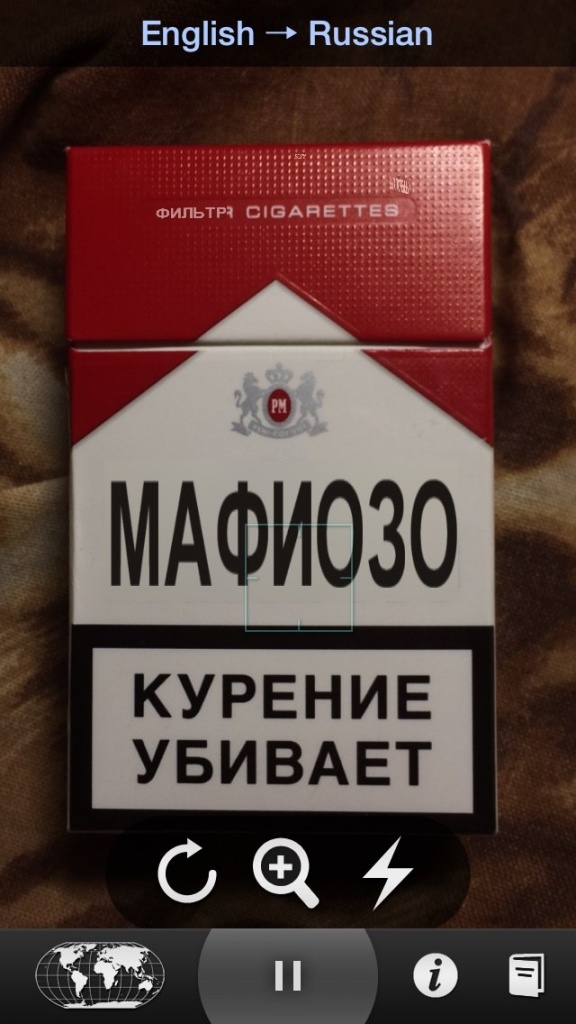 English → Russian
ФИЛЬТРЯ CIGARETTES
PM
МАФИОЗО
КУРЕНИЕ
УБИВАЕТ